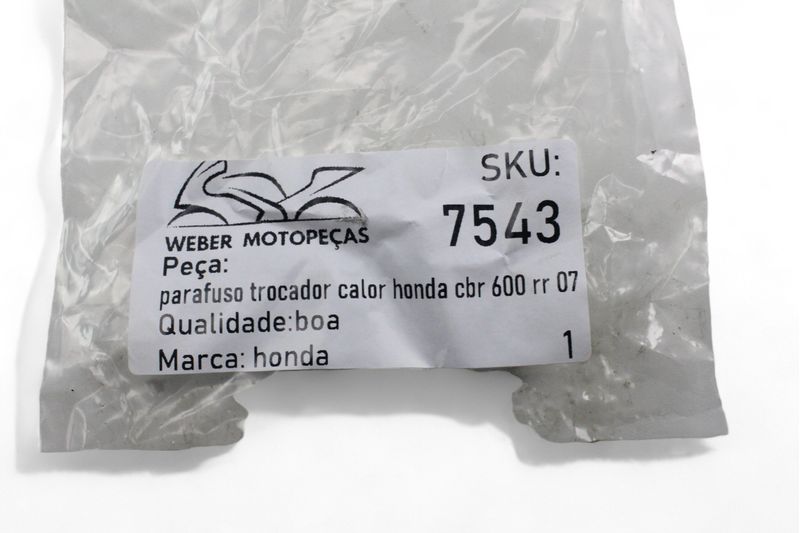 SKU:
7543
WEBER MOTOPEÇAS
Peça:
parafuso trocador calor honda cbr 600 rr 07
Qualidade:boa
Marca: honda
1